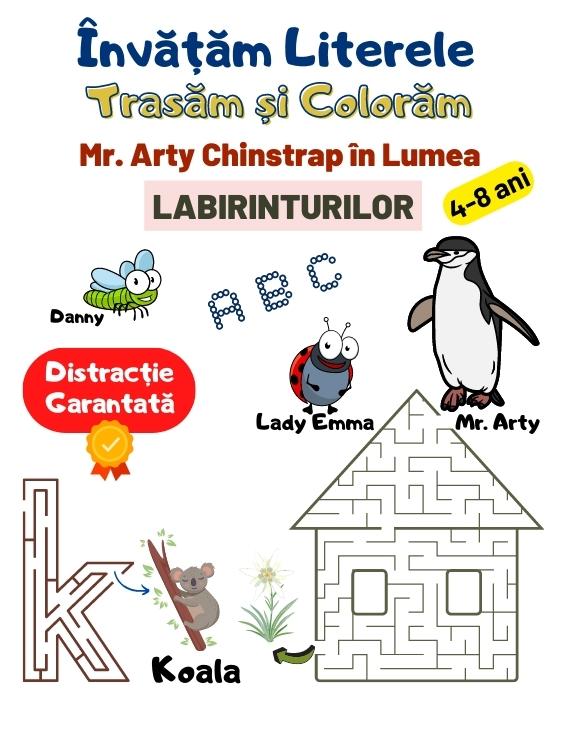 Învățăm Literele
Trasăm și Colorăm
Mr. Arty Chinstrap în Lumea
LABIRINTURILOR
4-8 ani
Danny
A B C
Distracție
Garantată
Lady Emma
Mr. Arty
k
Koala